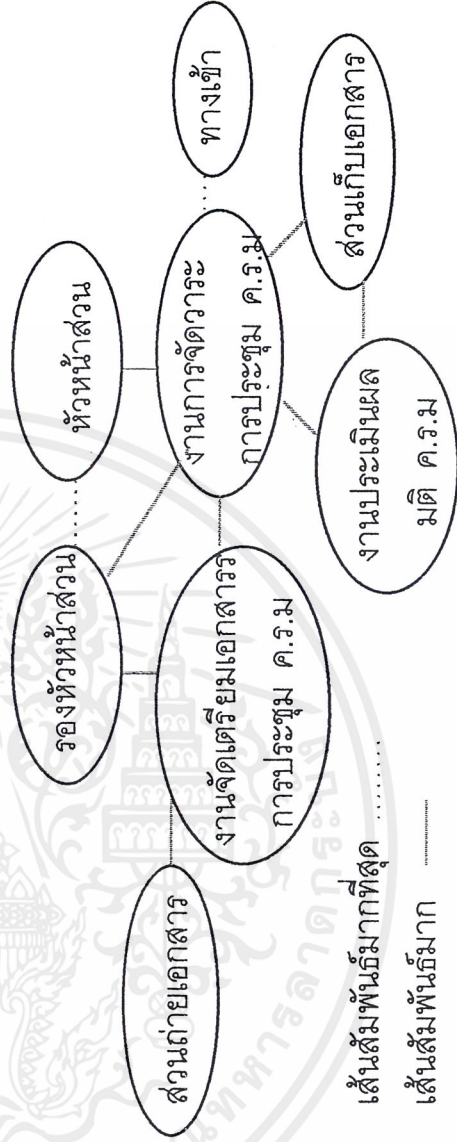 ทางเข้า
หัวหน้าส่วน
ส่วนเก็บเอกสาร
รองหัวหน้าส่วน
งานการจัดวาระ
การประชุม ค.ร.ม
งานประเมินผล
มติ ค.ร.ม
งานจัดเตรียมเอกสารร
การประชุม ค.ร.ม
ส่วนถ่ายเอกสาร
เส้นสัมพันธ์มากที่สุด ........
เส้นสัมพันธ์มาก